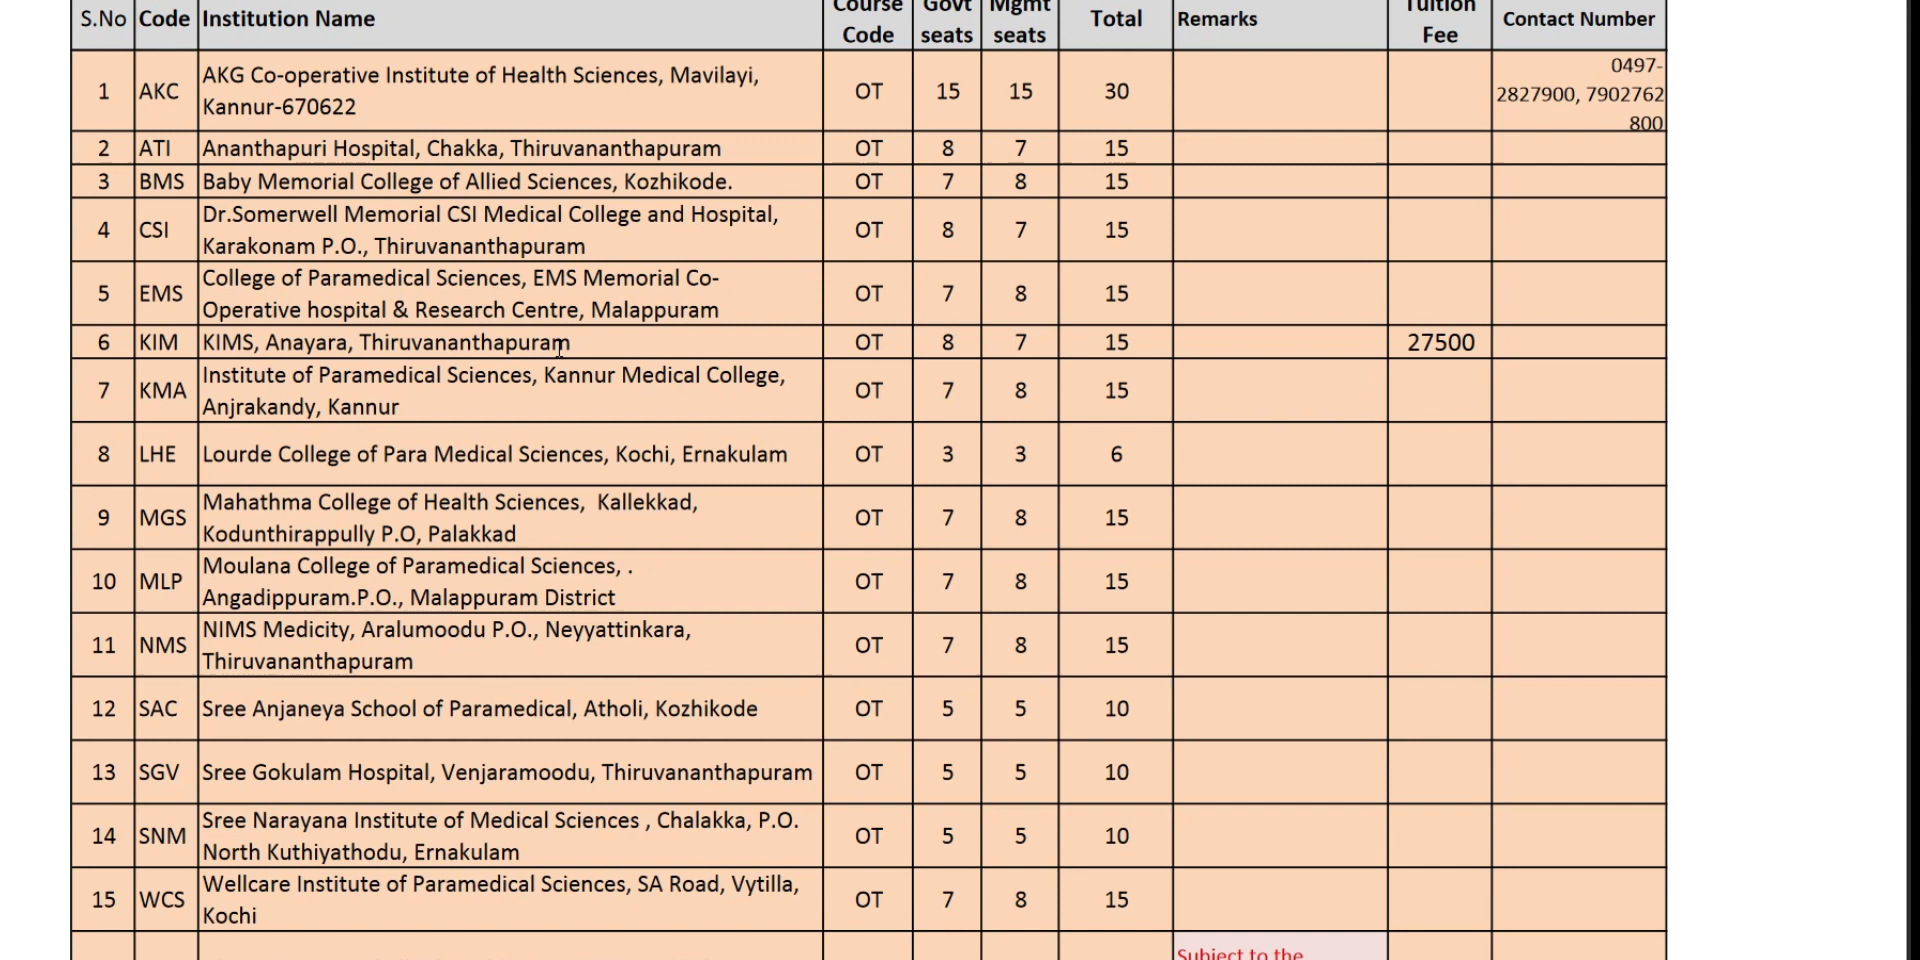 S.No Code Institution Name Course Code Govt seats Mgmt seats Total Remarks Tuition Fee Contact Number
1 AKC AKG Co-operative Institute of Health Sciences, Mavilayi, Kannur-670622 OT 15 15 30 0497-2827900, 7902762800
2 ATI Ananthapuri Hospital, Chakka, Thiruvananthapuram OT 8 7 15
3 BMS Baby Memorial College of Allied Sciences, Kozhikode. OT 7 8 15
4 CSI Dr.Somerwell Memorial CSI Medical College and Hospital, Karakonam P.O., Thiruvananthapuram OT 8 7 15
5 EMS College of Paramedical Sciences, EMS Memorial Co-Operative hospital & Research Centre, Malappuram OT 7 8 15
6 KIM KIMS, Anayara, Thiruvananthapuram OT 8 7 15 27500
7 KMA Institute of Paramedical Sciences, Kannur Medical College, Anjrakandy, Kannur OT 7 8 15
8 LHE Lourde College of Para Medical Sciences, Kochi, Ernakulam OT 3 3 6
9 MGS Mahathma College of Health Sciences,  Kallekkad, Kodunthirappully P.O, Palakkad OT 7 8 15
10 MLP Moulana College of Paramedical Sciences, . Angadippuram.P.O., Malappuram District OT 7 8 15
11 NMS NIMS Medicity, Aralumoodu P.O., Neyyattinkara, Thiruvananthapuram OT 7 8 15
12 SAC Sree Anjaneya School of Paramedical, Atholi, Kozhikode OT 5 5 10
13 SGV Sree Gokulam Hospital, Venjaramoodu, Thiruvananthapuram OT 5 5 10
14 SNM Sree Narayana Institute of Medical Sciences , Chalakka, P.O. North Kuthiyathodu, Ernakulam OT 5 5 10
15 WCS Wellcare Institute of Paramedical Sciences, SA Road, Vytilla, Kochi OT 7 8 15
Subject to the